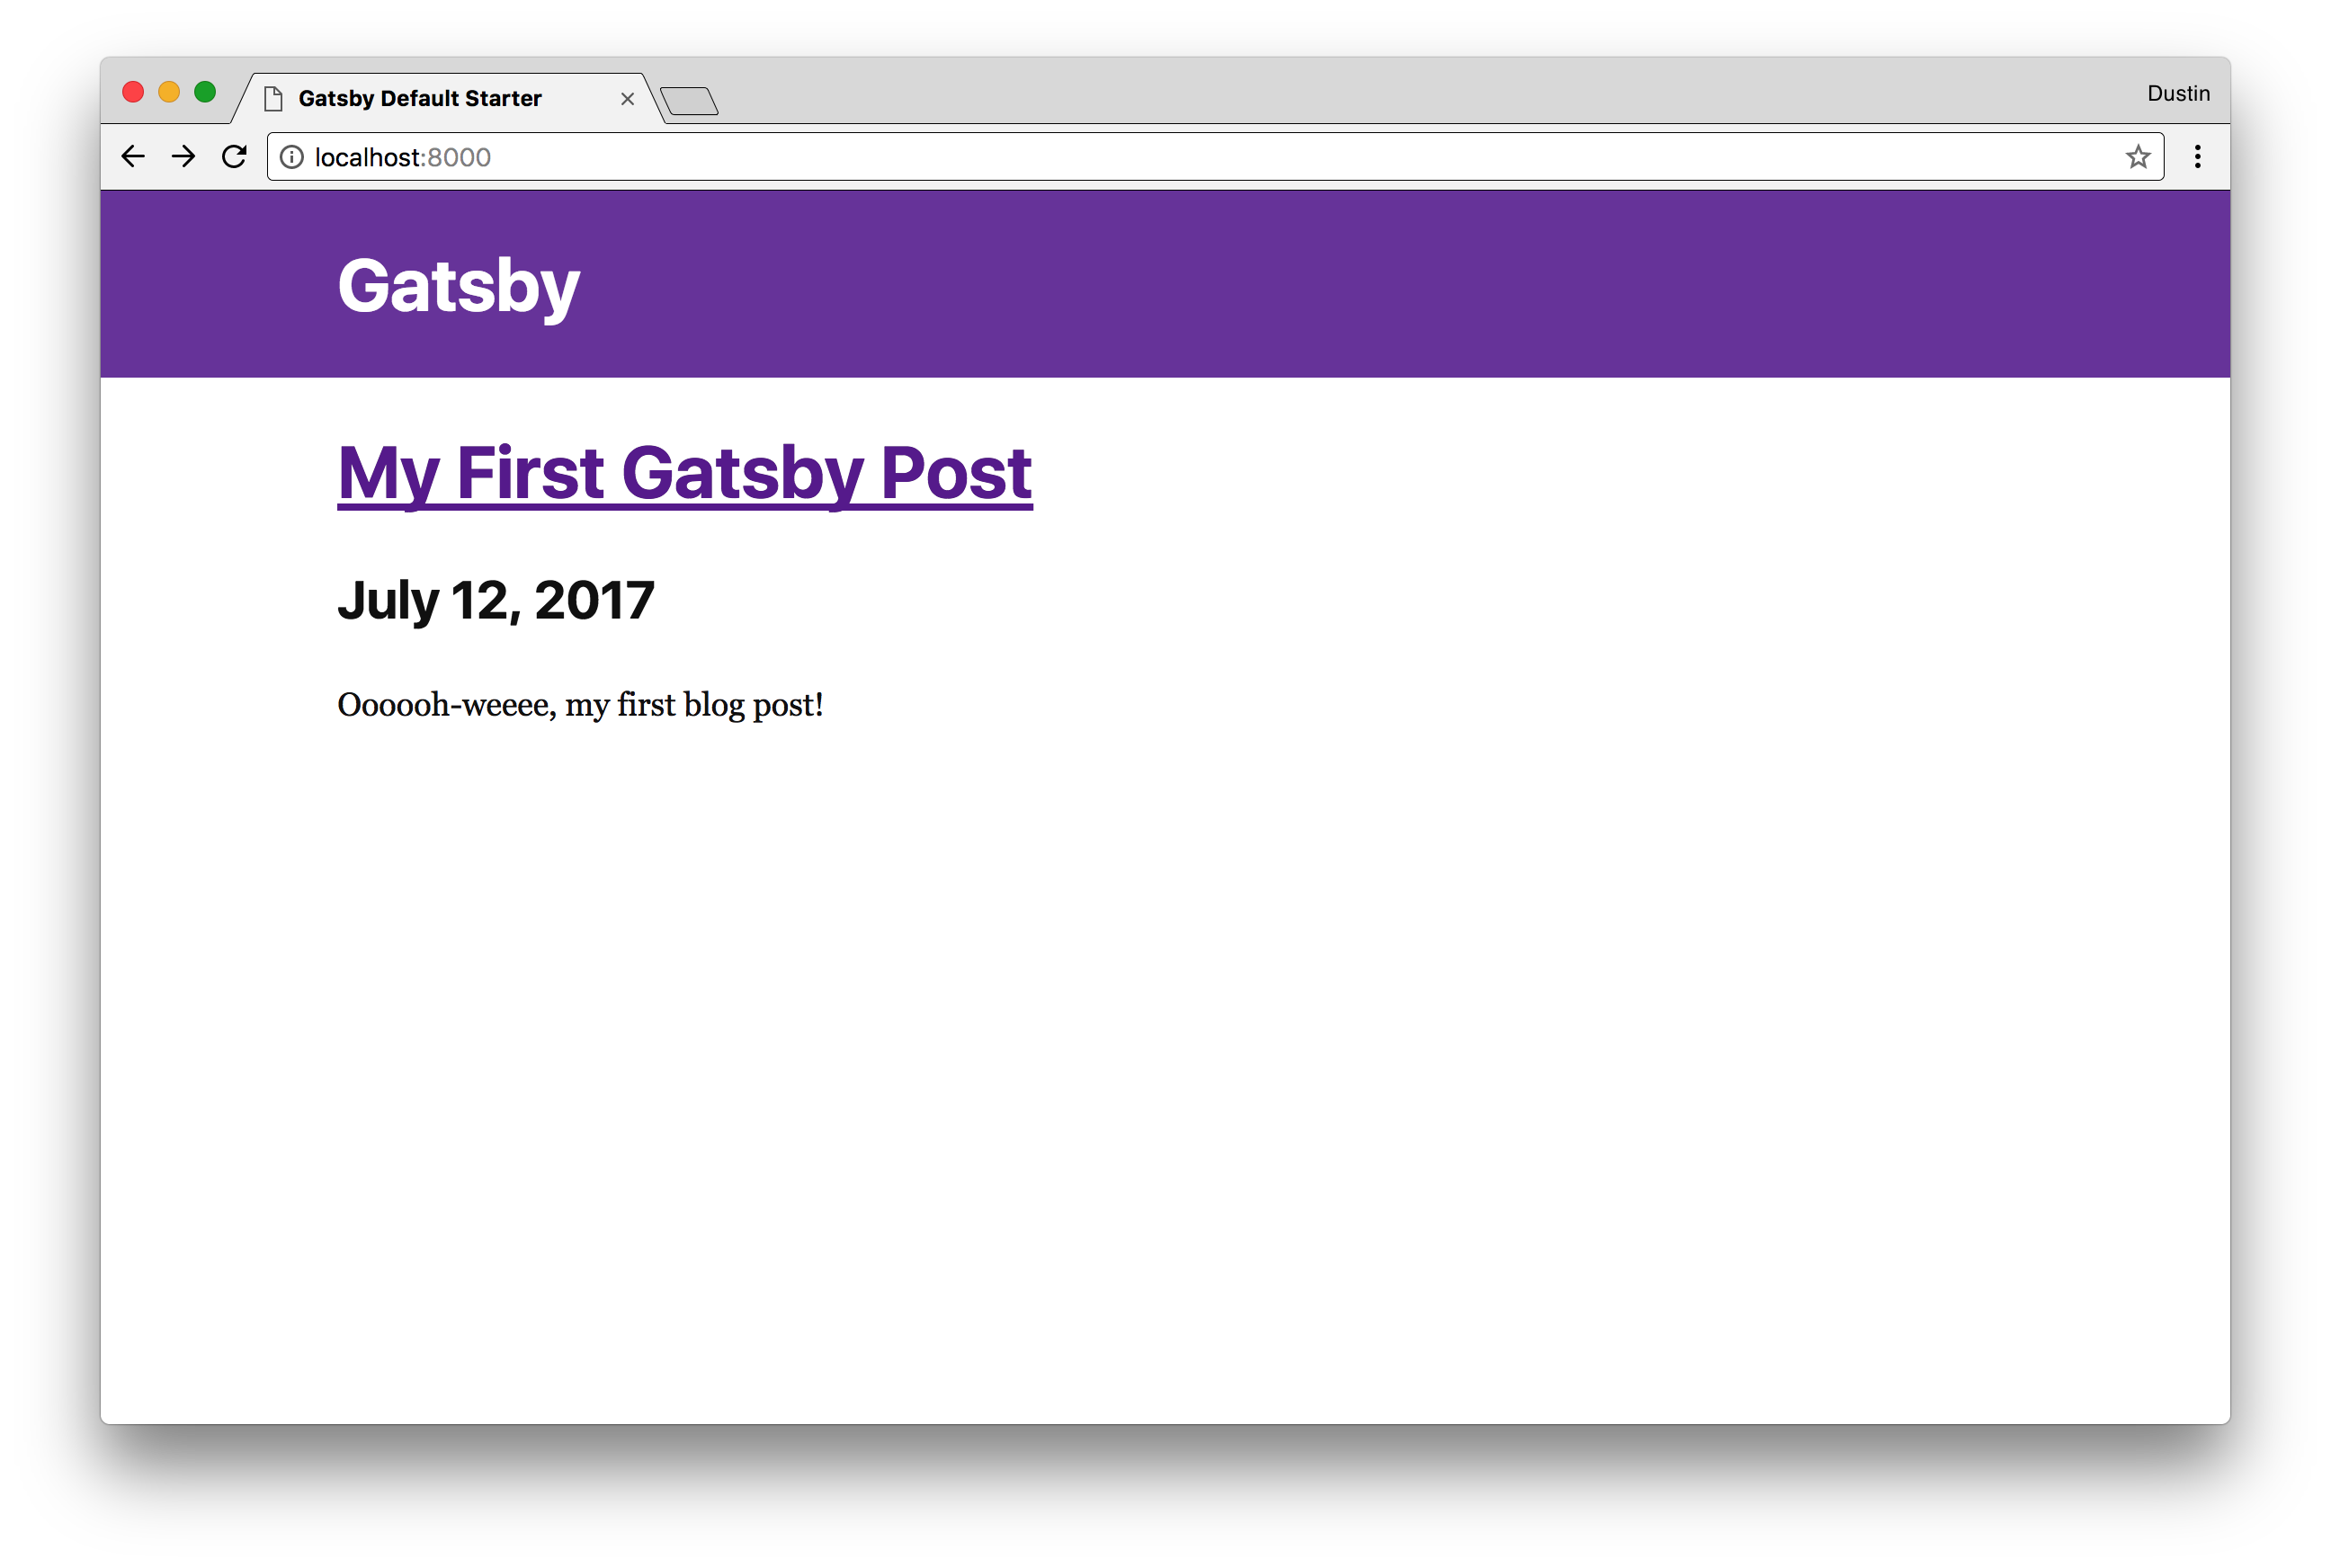 Gatsby Default Starter
Dustin
localhost:8000
Gatsby
My First Gatsby Post
July 12, 2017
Oooooh-weeee, my first blog post!